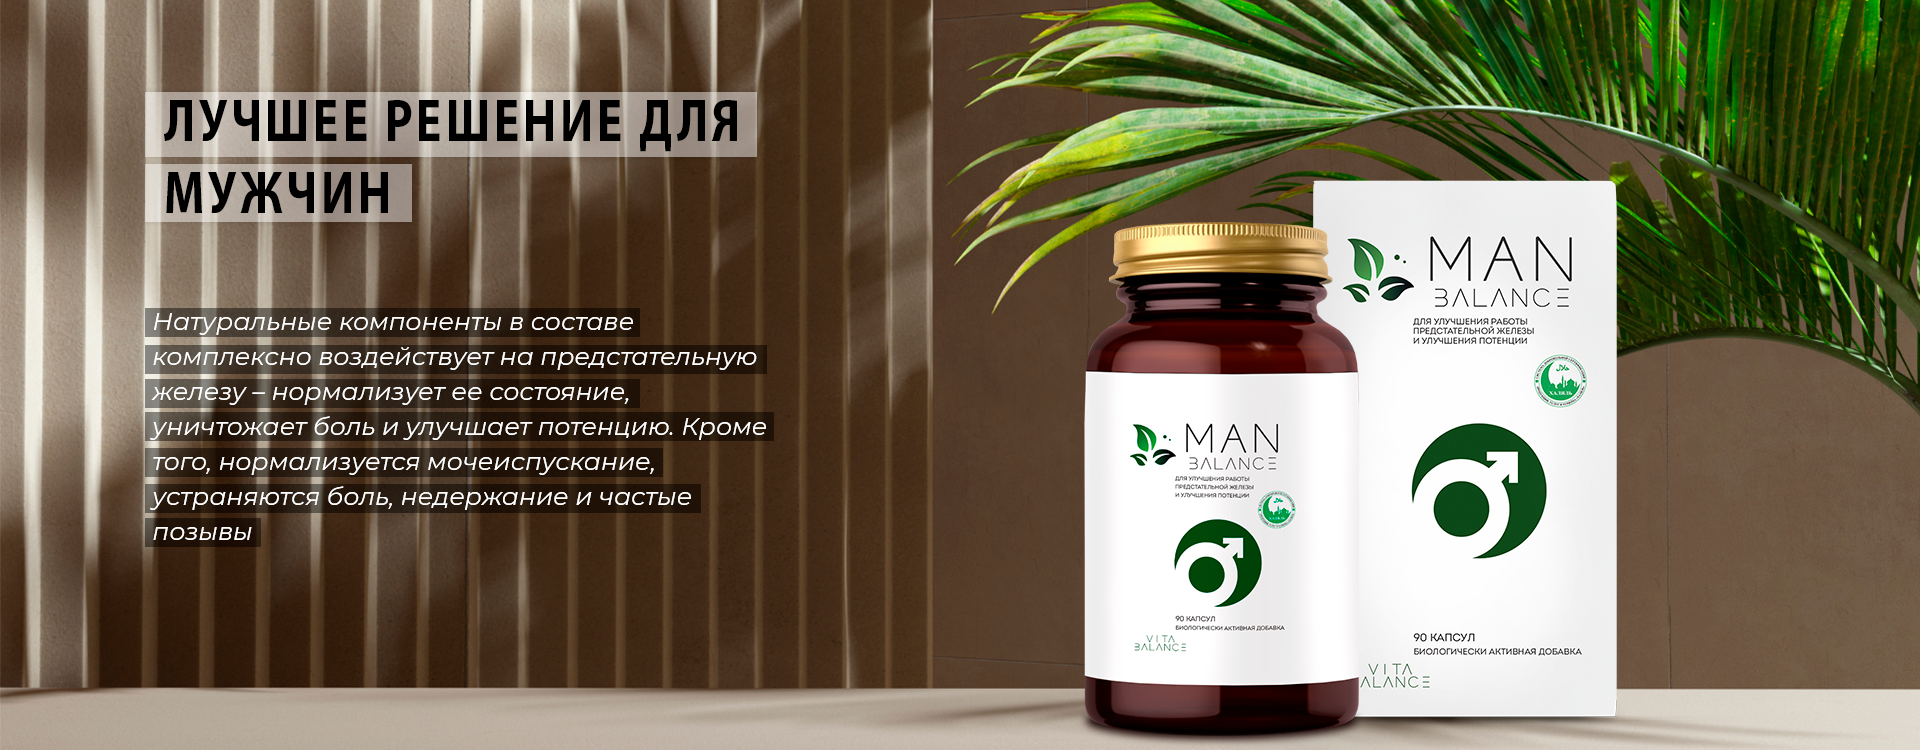 ЛУЧШЕЕ РЕШЕНИЕ ДЛЯ
МУЖЧИН
Натуральные компоненты в составе
комплексно воздействует на предстательную
железу – нормализует ее состояние,
уничтожает боль и улучшает потенцию. Кроме
того, нормализуется мочеиспускание,
устраняются боль, недержание и частые
позывы
MAN
BALANCE
ДЛЯ УЛУЧШЕНИЯ РАБОТЫ
ПРЕДСТАТЕЛЬНОЙ ЖЕЛЕЗЫ
И УЛУЧШЕНИЯ ПОТЕНЦИИ
90 КАПСУЛ
БИОЛОГИЧЕСКИ АКТИВНАЯ ДОБАВКА
VITA
BALANCE
MAN
BALANCE
ДЛЯ УЛУЧШЕНИЯ РАБОТЫ
ПРЕДСТАТЕЛЬНОЙ ЖЕЛЕЗЫ
И УЛУЧШЕНИЯ ПОТЕНЦИИ
حلال
ХАЛЯЛЬ
90 КАПСУЛ
БИОЛОГИЧЕСКИ АКТИВНАЯ ДОБАВКА
VITA
ALANCE